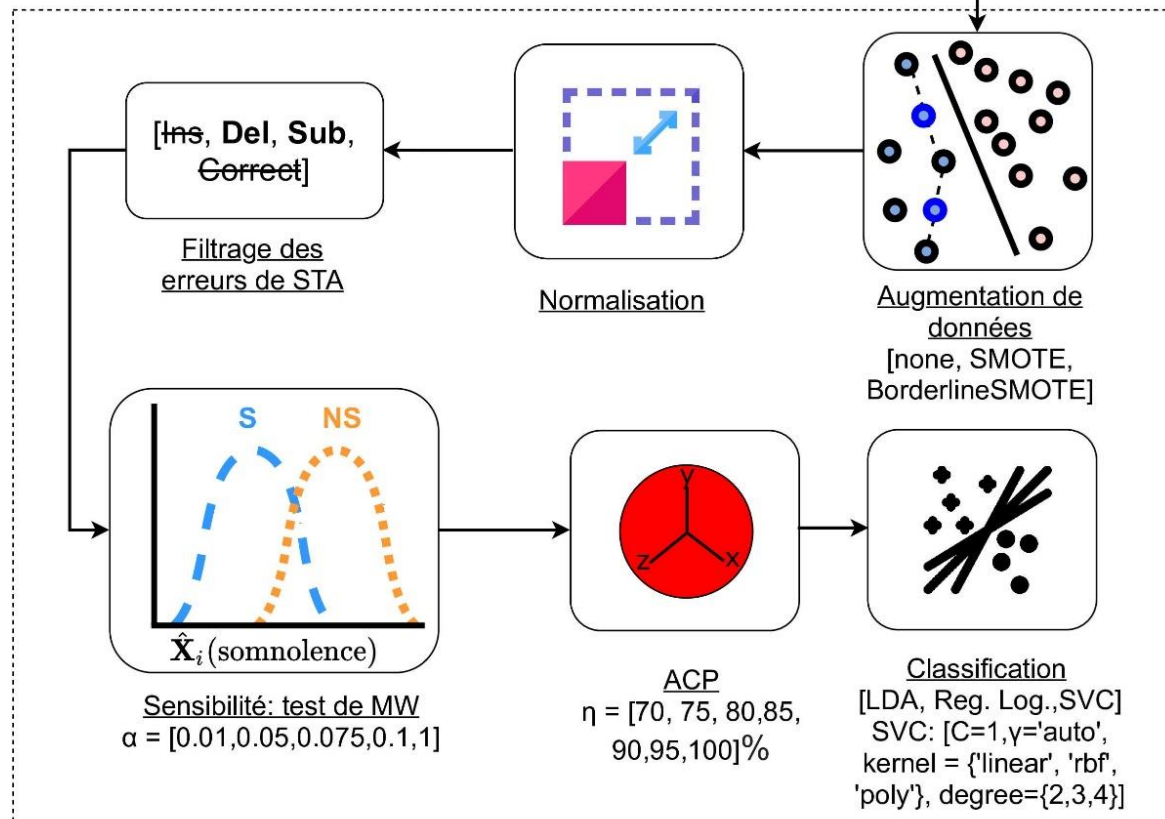 [Ins, Del, Sub,
Correct]
Filtrage des
erreurs de STA
Normalisation
Augmentation de
données
[none, SMOTE,
BorderlineSMOTE]
S NS
X̂i (somnolence)
Sensibilité: test de MW
α = [0.01,0.05,0.075,0.1,1]
y
z x
ACP
η = [70, 75, 80,85,
90,95,100]%
Classification
[LDA, Reg. Log.,SVC]
SVC: [C=1,γ='auto',
kernel = {'linear', 'rbf',
'poly'}, degree={2,3,4}]